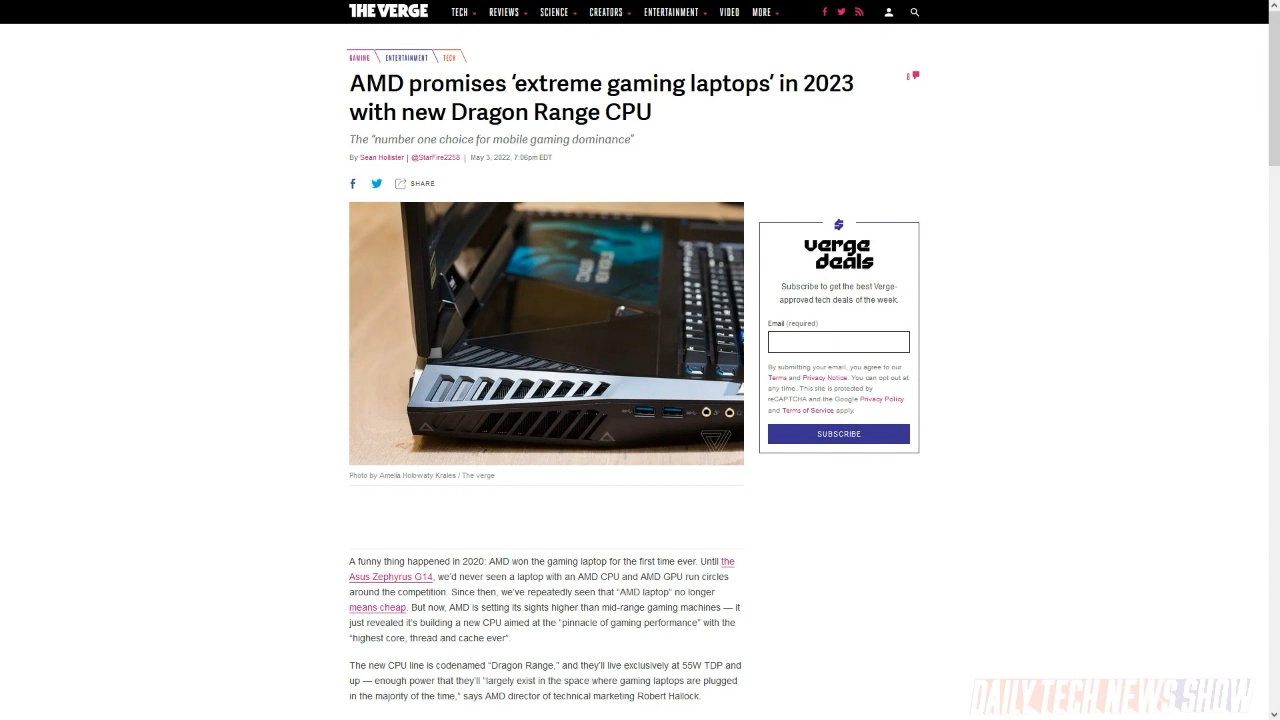 THE VERGE TECH REVIEWS SCIENCE CREATORS ENTERTAINMENT VIDEO MORE
GAMING ENTERTAINMENT TECH
AMD promises ‘extreme gaming laptops’ in 2023
with new Dragon Range CPU
The “number one choice for mobile gaming dominance”
By Sean Hollister | @StarFire2258 | May 3, 2022, 7:06pm EDT
SHARE
Photo by Amelia Holowaty Krales / The verge
verge
deals
Subscribe to get the best Verge-
approved tech deals of the week.
Email (required)
By submitting your email, you agree to our
Terms and Privacy Notice. You can opt out at
any time. This site is protected by
reCAPTCHA and the Google Privacy Policy
and Terms of Service apply.
SUBSCRIBE
A funny thing happened in 2020: AMD won the gaming laptop for the first time ever. Until the
Asus Zephyrus G14, we’d never seen a laptop with an AMD CPU and AMD GPU run circles
around the competition. Since then, we’ve repeatedly seen that “AMD laptop” no longer
means cheap. But now, AMD is setting its sights higher than mid-range gaming machines — it
just revealed it’s building a new CPU aimed at the “pinnacle of gaming performance” with the
“highest core, thread and cache ever”.
The new CPU line is codenamed “Dragon Range,” and they’ll live exclusively at 55W TDP and
up — enough power that they’ll “largely exist in the space where gaming laptops are plugged
in the majority of the time,” says AMD director of technical marketing Robert Hallock.
DAILY TECH NEWS SHOW